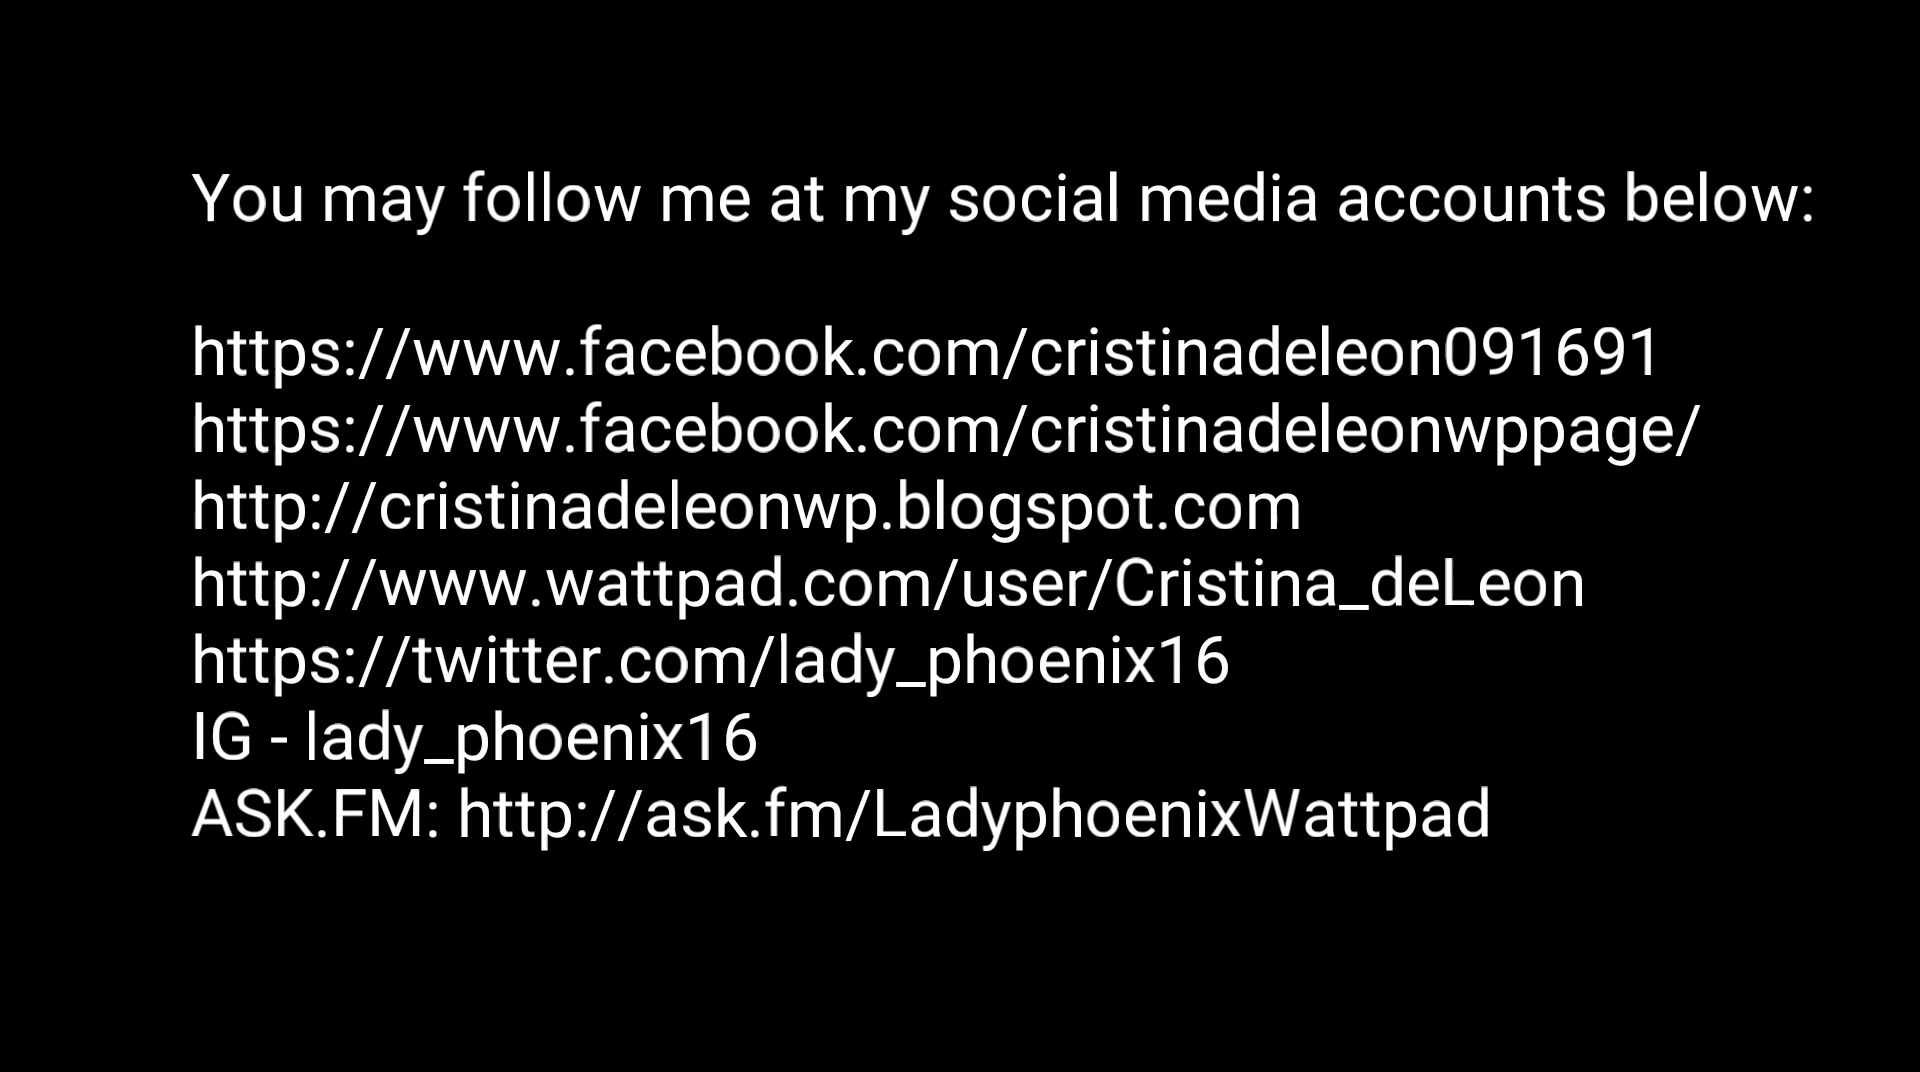 You may follow me at my social media accounts below:
https://www.facebook.com/cristinadeleon091691
https://www.facebook.com/cristinadeleonwppage/
http://cristinadeleonwp.blogspot.com
http://www.wattpad.com/user/Cristina_deLeon
https://twitter.com/lady_phoenix16
IG - lady_phoenix16
ASK.FM: http://ask.fm/LadyphoenixWattpad